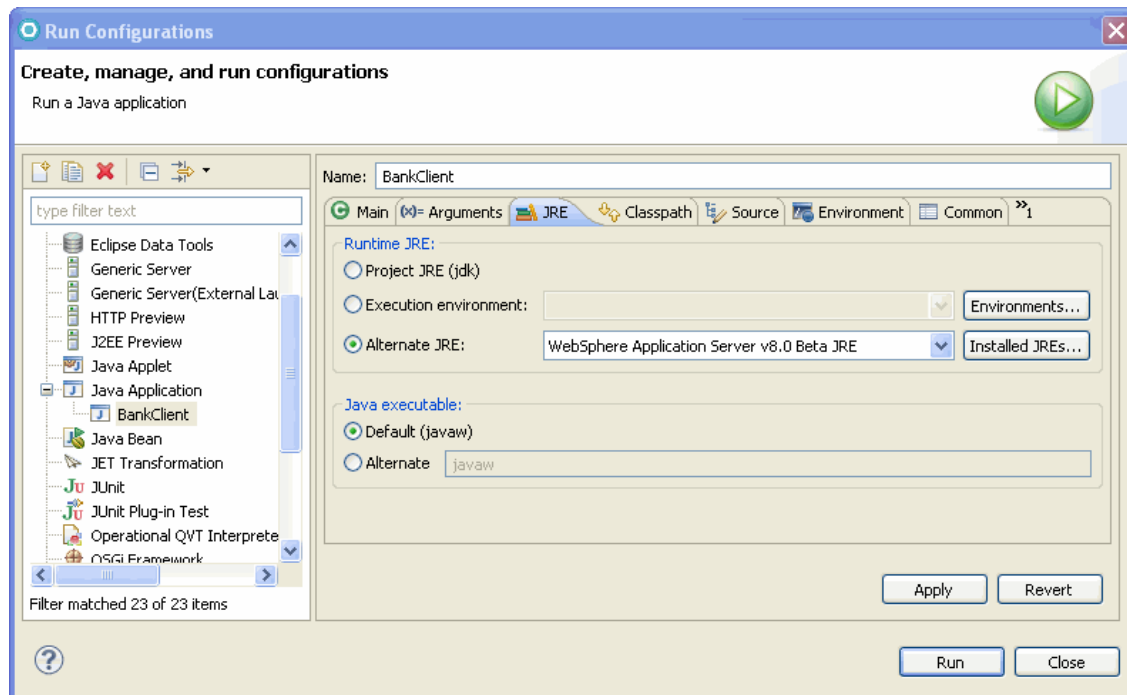 Run Configurations
Create, manage, and run configurations
Run a Java application
type filter text
Eclipse Data Tools
Generic Server
Generic Server(External Lau
HTTP Preview
J2EE Preview
Java Applet
Java Application
BankClient
Java Bean
JET Transformation
JUnit
JUnit Plug-in Test
Operational QVT Interprete
OSGi Framework
Filter matched 23 of 23 items
Name: BankClient
Main (x)= Arguments JRE Classpath Source Environment Common »1
Runtime JRE:
Project JRE (jdk)
Execution environment: Environments...
Alternate JRE: WebSphere Application Server v8.0 Beta JRE Installed JREs...
Java executable:
Default (javaw)
Alternate javaw
Apply Revert
Run Close